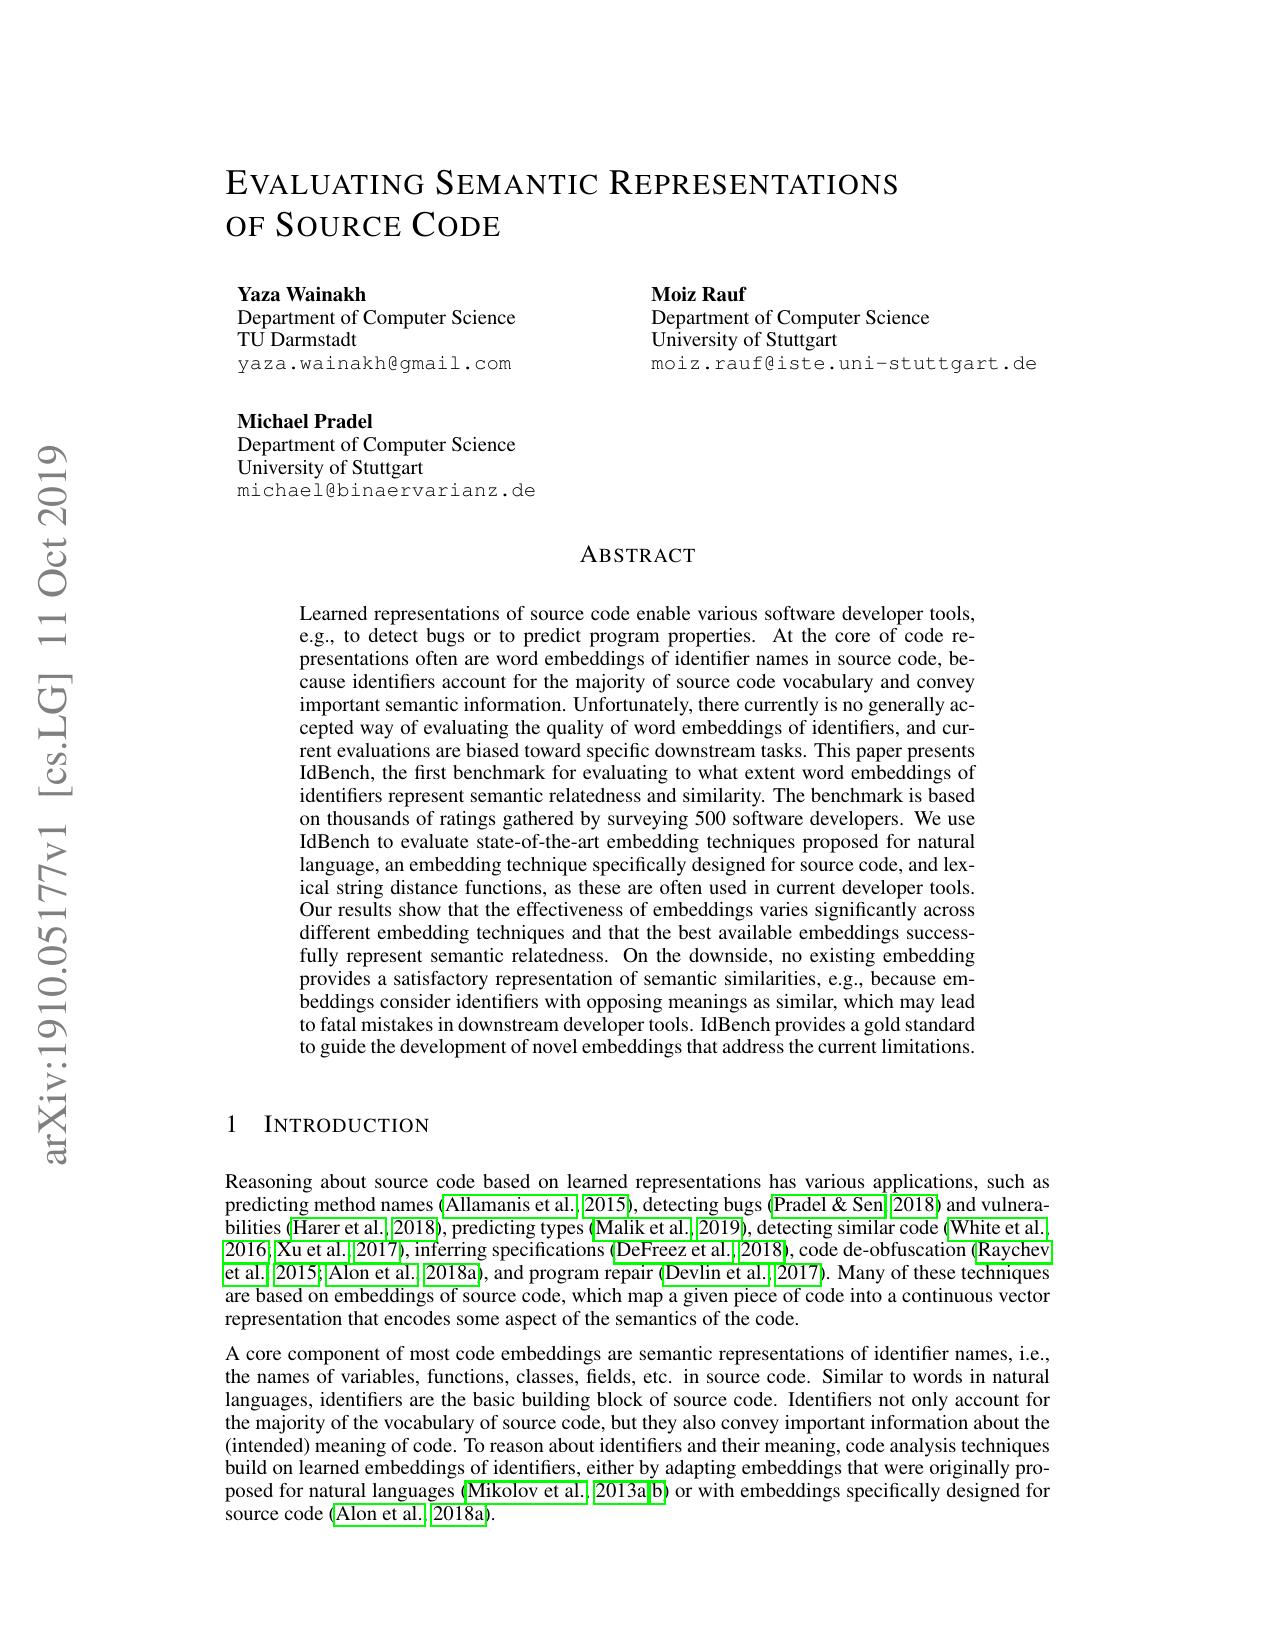 EVALUATING SEMANTIC REPRESENTATIONS
OF SOURCE CODE
Yaza Wainakh
Department of Computer Science
TU Darmstadt
yaza.wainakh@gmail.com
Moiz Rauf
Department of Computer Science
University of Stuttgart
moiz.rauf@iste.uni-stuttgart.de
Michael Pradel
Department of Computer Science
University of Stuttgart
michael@binaervarianz.de
arXiv:1910.05177v1 [cs.LG] 11 Oct 2019
ABSTRACT
Learned representations of source code enable various software developer tools,
e.g., to detect bugs or to predict program properties. At the core of code re-
presentations often are word embeddings of identifier names in source code, be-
cause identifiers account for the majority of source code vocabulary and convey
important semantic information. Unfortunately, there currently is no generally ac-
cepted way of evaluating the quality of word embeddings of identifiers, and cur-
rent evaluations are biased toward specific downstream tasks. This paper presents
IdBench, the first benchmark for evaluating to what extent word embeddings of
identifiers represent semantic relatedness and similarity. The benchmark is based
on thousands of ratings gathered by surveying 500 software developers. We use
IdBench to evaluate state-of-the-art embedding techniques proposed for natural
language, an embedding technique specifically designed for source code, and lex-
ical string distance functions, as these are often used in current developer tools.
Our results show that the effectiveness of embeddings varies significantly across
different embedding techniques and that the best available embeddings success-
fully represent semantic relatedness. On the downside, no existing embedding
provides a satisfactory representation of semantic similarities, e.g., because em-
beddings consider identifiers with opposing meanings as similar, which may lead
to fatal mistakes in downstream developer tools. IdBench provides a gold standard
to guide the development of novel embeddings that address the current limitations.
1 INTRODUCTION
Reasoning about source code based on learned representations has various applications, such as
predicting method names (Allamanis et al., 2015), detecting bugs (Pradel & Sen, 2018) and vulnera-
bilities (Harer et al., 2018), predicting types (Malik et al., 2019), detecting similar code (White et al.,
2016; Xu et al., 2017), inferring specifications (DeFreez et al., 2018), code de-obfuscation (Raychev
et al., 2015; Alon et al., 2018a), and program repair (Devlin et al., 2017). Many of these techniques
are based on embeddings of source code, which map a given piece of code into a continuous vector
representation that encodes some aspect of the semantics of the code.
A core component of most code embeddings are semantic representations of identifier names, i.e.,
the names of variables, functions, classes, fields, etc. in source code. Similar to words in natural
languages, identifiers are the basic building block of source code. Identifiers not only account for
the majority of the vocabulary of source code, but they also convey important information about the
(intended) meaning of code. To reason about identifiers and their meaning, code analysis techniques
build on learned embeddings of identifiers, either by adapting embeddings that were originally pro-
posed for natural languages (Mikolov et al., 2013a;b) or with embeddings specifically designed for
source code (Alon et al., 2018a).